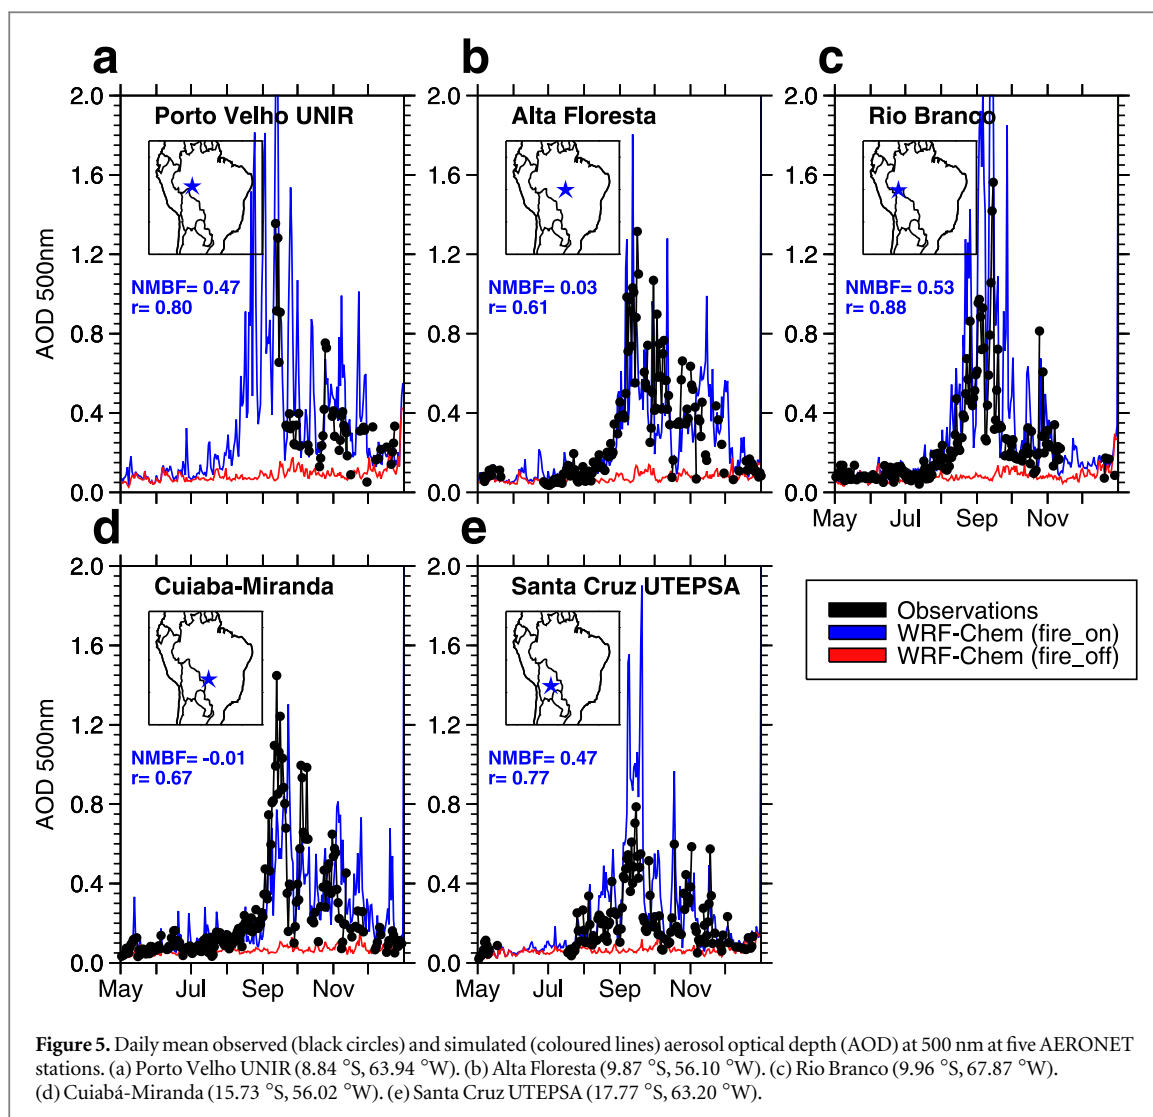 a
b
c
2.0
1.6
1.2
0.8
0.4
0.0
AOD 500nm
Porto Velho UNIR
NMBF= 0.47
r= 0.80
2.0
1.6
1.2
0.8
0.4
0.0
Alta Floresta
NMBF= 0.03
r= 0.61
2.0
1.6
1.2
0.8
0.4
0.0
Rio Branco
NMBF= 0.53
r= 0.88
May Jul Sep Nov
d
e
2.0
1.6
1.2
0.8
0.4
0.0
AOD 500nm
Cuiaba-Miranda
NMBF= -0.01
r= 0.67
May Jul Sep Nov
2.0
1.6
1.2
0.8
0.4
0.0
Santa Cruz UTEPSA
NMBF= 0.47
r= 0.77
May Jul Sep Nov
Observations
WRF-Chem (fire_on)
WRF-Chem (fire_off)
Figure 5. Daily mean observed (black circles) and simulated (coloured lines) aerosol optical depth (AOD) at 500 nm at five AERONET
stations. (a) Porto Velho UNIR (8.84 °S, 63.94 °W). (b) Alta Floresta (9.87 °S, 56.10 °W). (c) Rio Branco (9.96 °S, 67.87 °W).
(d) Cuiabá-Miranda (15.73 °S, 56.02 °W). (e) Santa Cruz UTEPSA (17.77 °S, 63.20 °W).